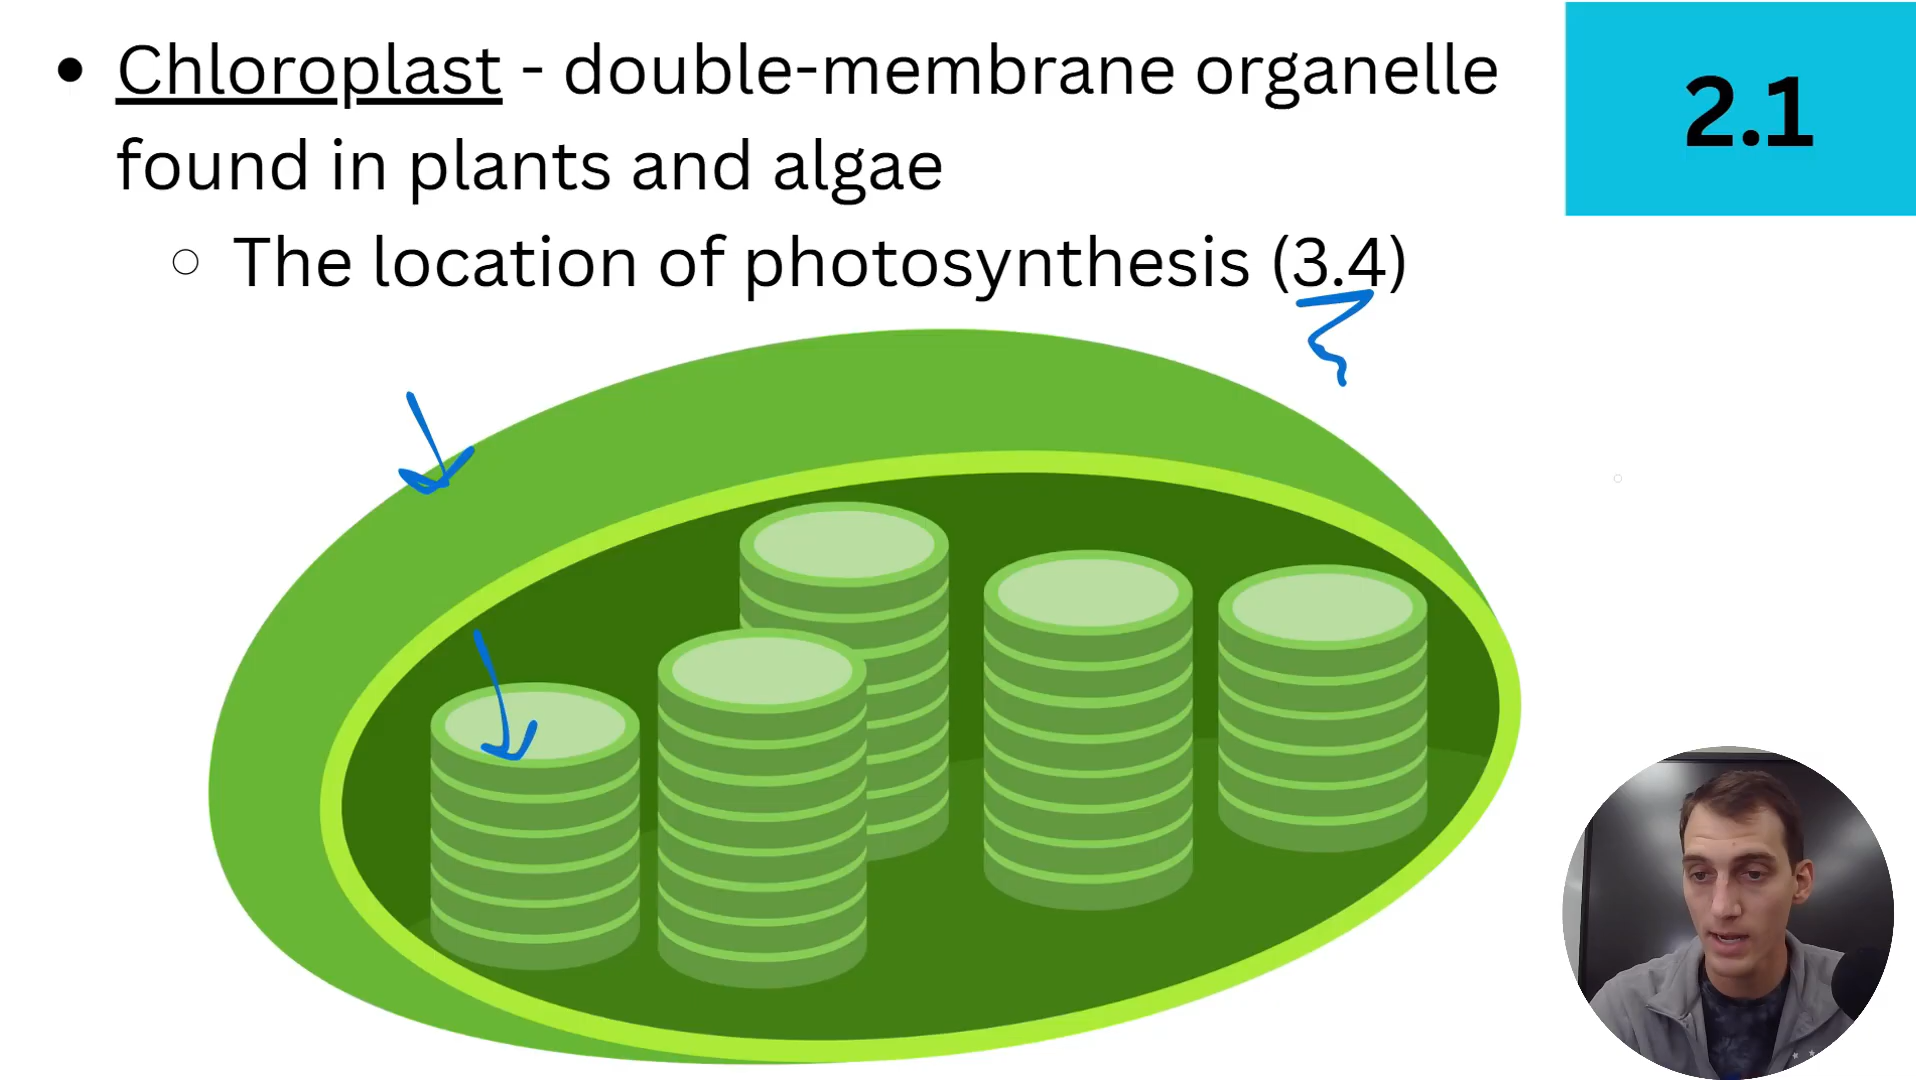 • Chloroplast - double-membrane organelle
found in plants and algae
○ The location of photosynthesis (3.4)
2.1